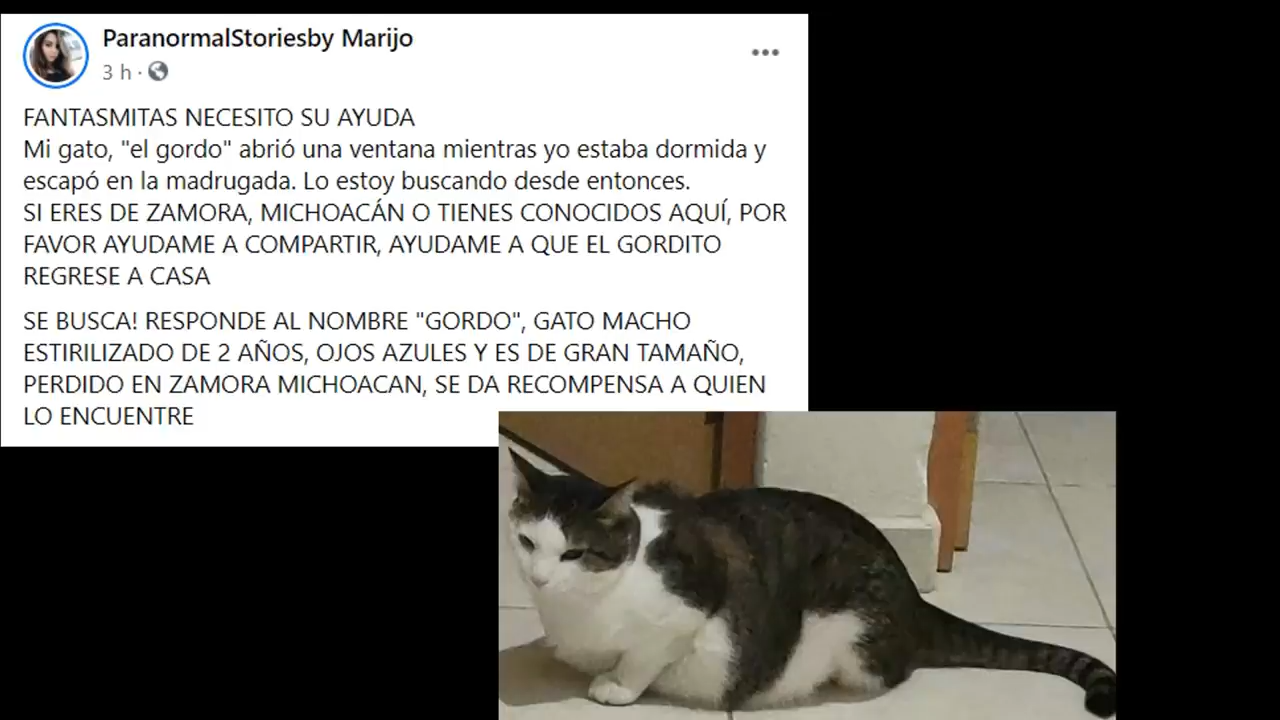 ParanormalStoriesby Marijo
3 h ·
FANTASMITAS NECESITO SU AYUDA
Mi gato, "el gordo" abrió una ventana mientras yo estaba dormida y
escapó en la madrugada. Lo estoy buscando desde entonces.
SI ERES DE ZAMORA, MICHOACÁN O TIENES CONOCIDOS AQUÍ, POR
FAVOR AYUDAME A COMPARTIR, AYUDAME A QUE EL GORDITO
REGRESE A CASA
SE BUSCA! RESPONDE AL NOMBRE "GORDO", GATO MACHO
ESTIRILIZADO DE 2 AÑOS, OJOS AZULES Y ES DE GRAN TAMAÑO,
PERDIDO EN ZAMORA MICHOACAN, SE DA RECOMPENSA A QUIEN
LO ENCUENTRE